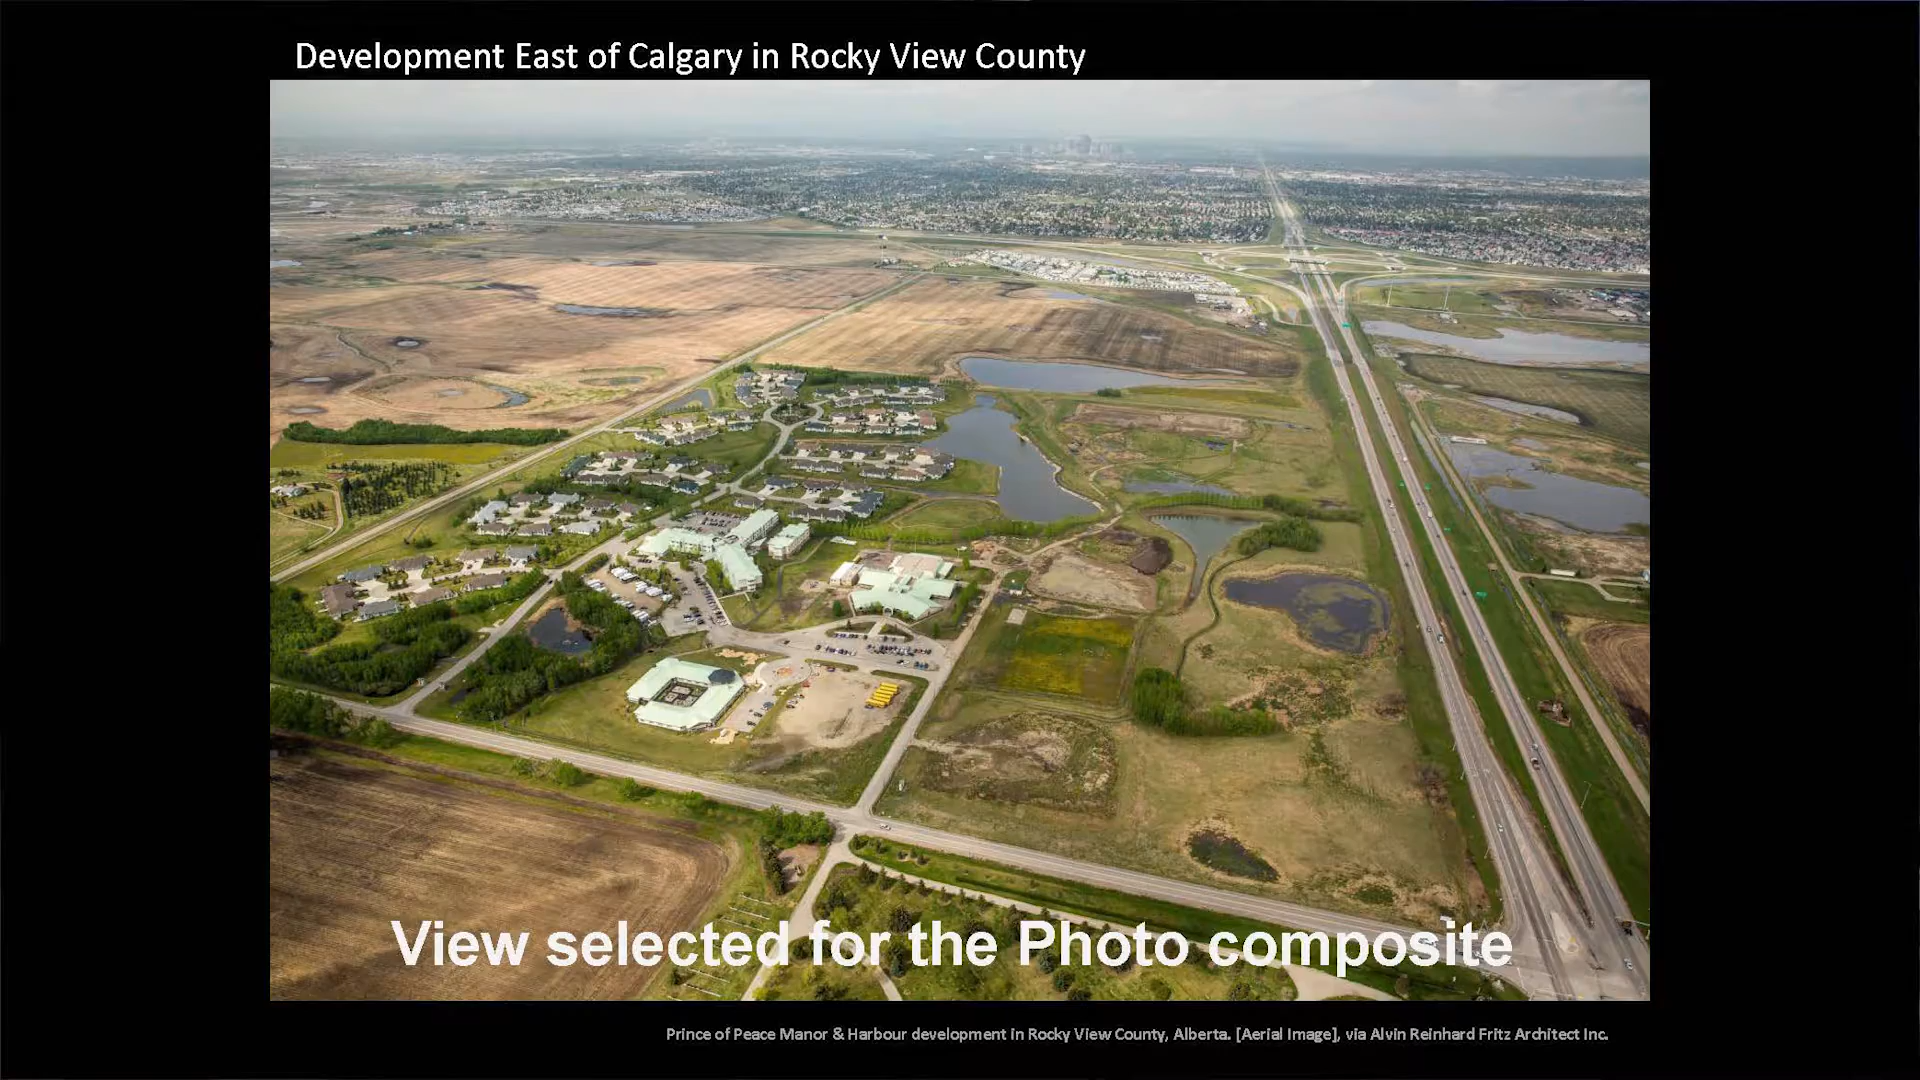 Development East of Calgary in Rocky View County
View selected for the Photo composite
Prince of Peace Manor & Harbour development in Rocky View County, Alberta. [Aerial Image], via Alvin Reinhard Fritz Architect Inc.